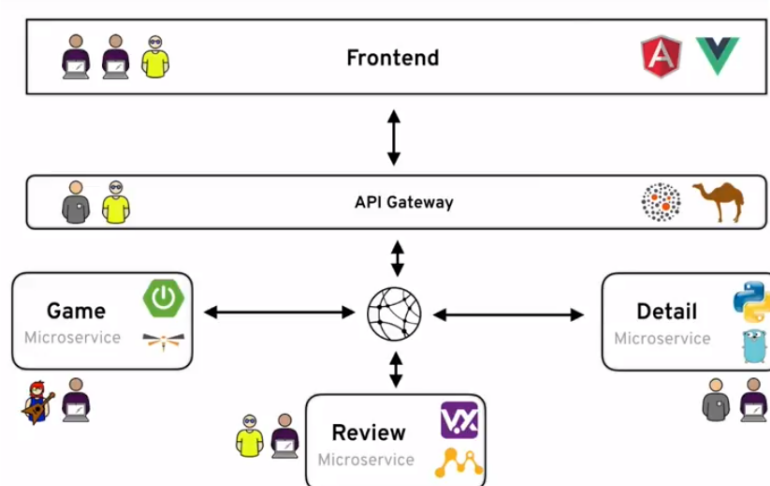 Frontend
API Gateway
Game
Microservice
Detail
Microservice
Review
Microservice
V.X